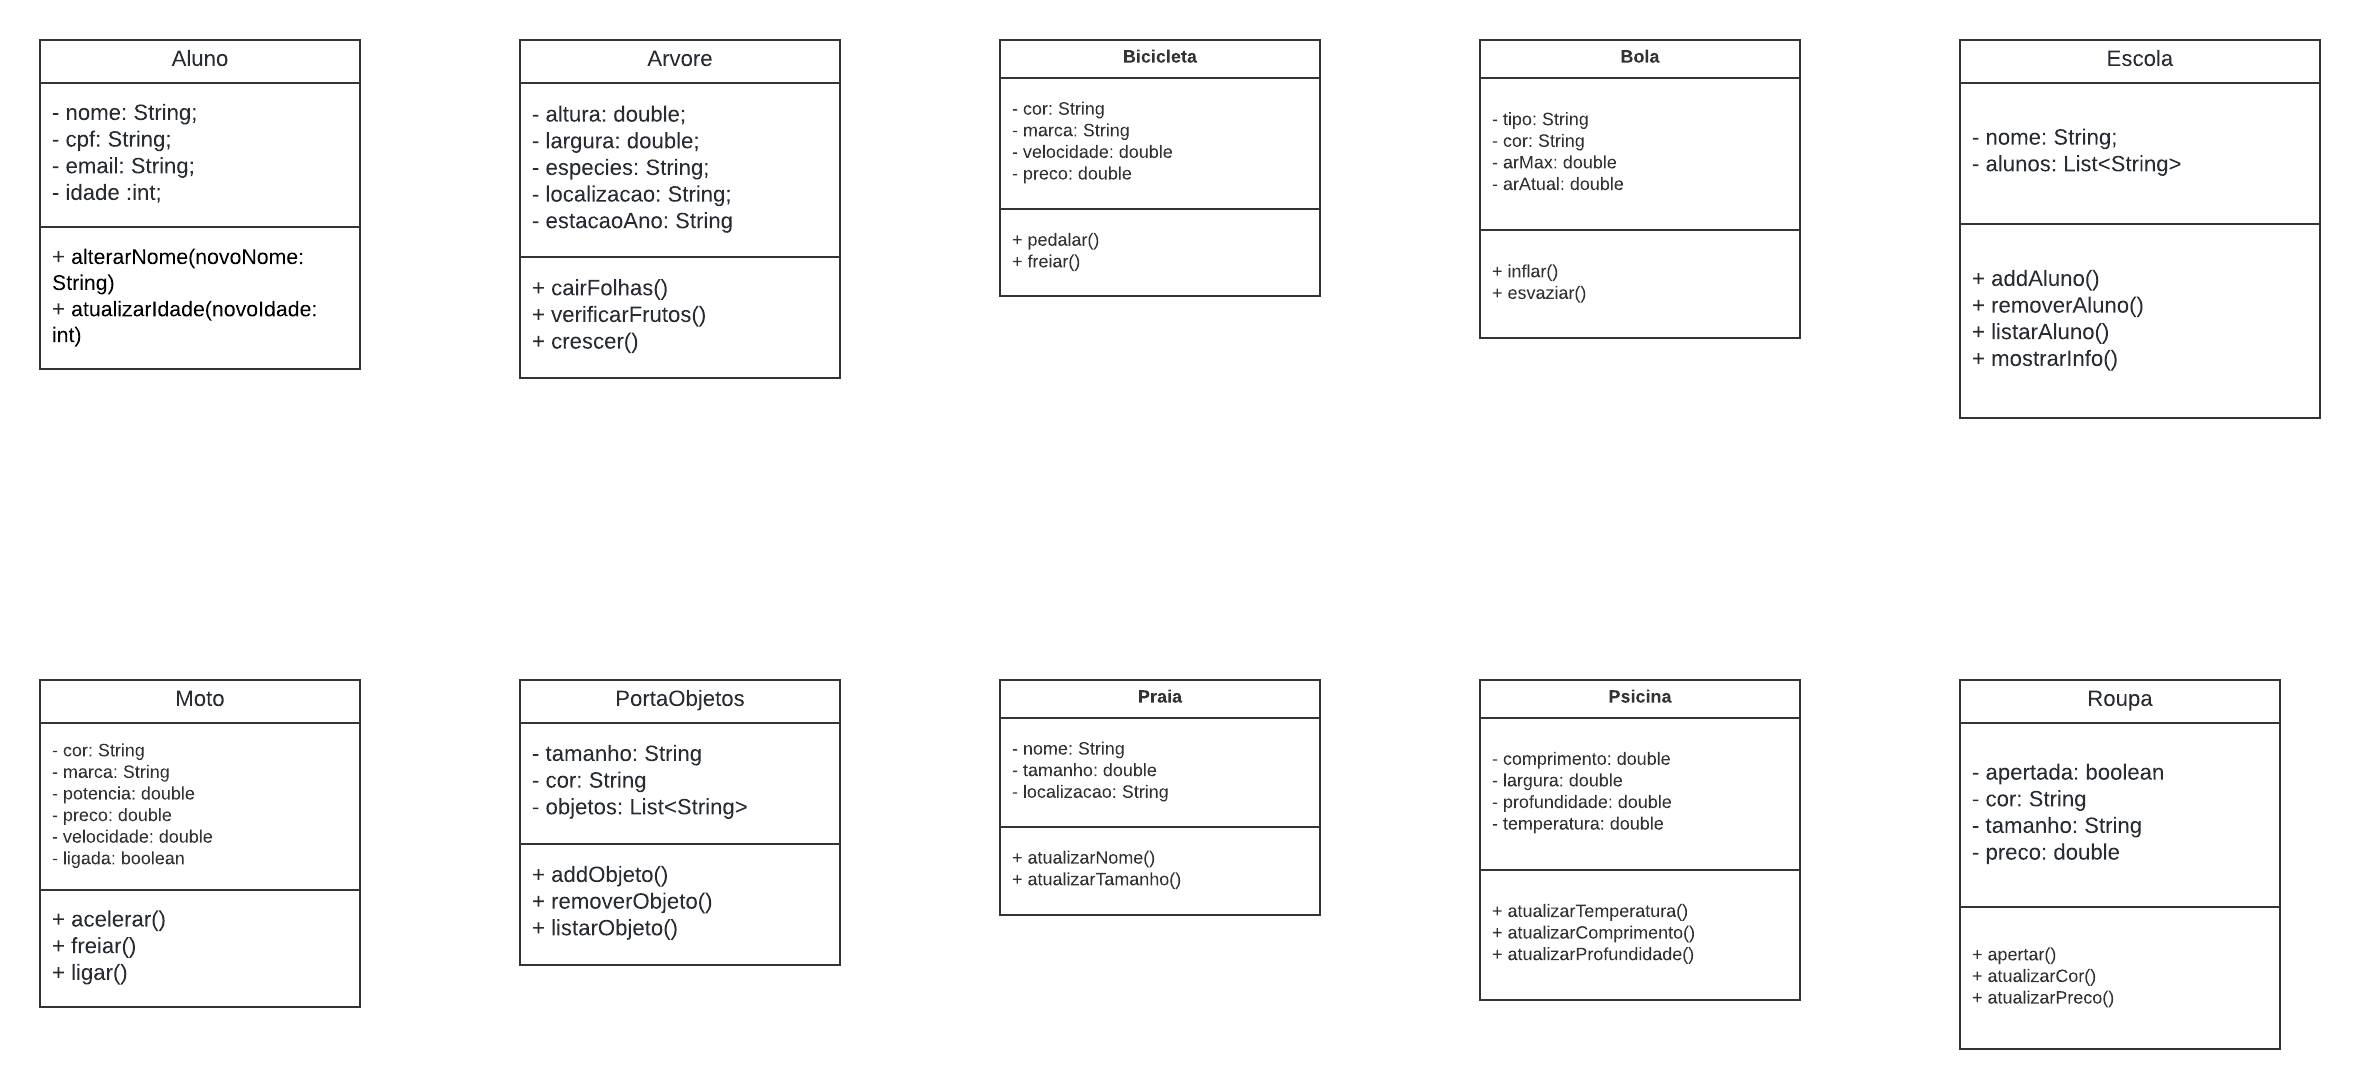 Aluno
- nome: String;
- cpf: String;
- email: String;
- idade :int;
+ alterarNome(novoNome:
String)
+ atualizarIdade(novoIdade:
int)
Arvore
- altura: double;
- largura: double;
- especies: String;
- localizacao: String;
- estacaoAno: String
+ cairFolhas()
+ verificarFrutos()
+ crescer()
Bicicleta
- cor: String
- marca: String
- velocidade: double
- preco: double
+ pedalar()
+ freiar()
Bola
- tipo: String
- cor: String
- arMax: double
- arAtual: double
+ inflar()
+ esvaziar()
Escola
- nome: String;
- alunos: List<String>
+ addAluno()
+ removerAluno()
+ listarAluno()
+ mostrarInfo()
Moto
- cor: String
- marca: String
- potencia: double
- preco: double
- velocidade: double
- ligada: boolean
+ acelerar()
+ freiar()
+ ligar()
PortaObjetos
- tamanho: String
- cor: String
- objetos: List<String>
+ addObjeto()
+ removerObjeto()
+ listarObjeto()
Praia
- nome: String
- tamanho: double
- localizacao: String
+ atualizarNome()
+ atualizarTamanho()
Psicina
- comprimento: double
- largura: double
- profundidade: double
- temperatura: double
+ atualizarTemperatura()
+ atualizarComprimento()
+ atualizarProfundidade()
Roupa
- apertada: boolean
- cor: String
- tamanho: String
- preco: double
+ apertar()
+ atualizarCor()
+ atualizarPreco()